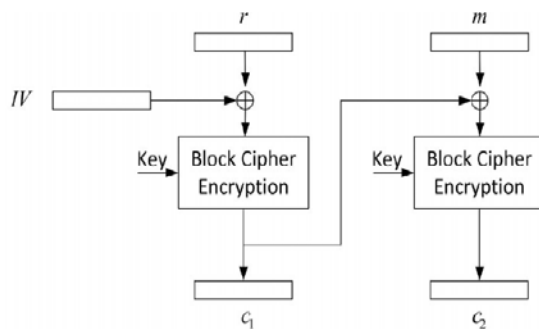 r
m
IV
Key
Block Cipher
Encryption
Key
Block Cipher
Encryption
c₁
c₂